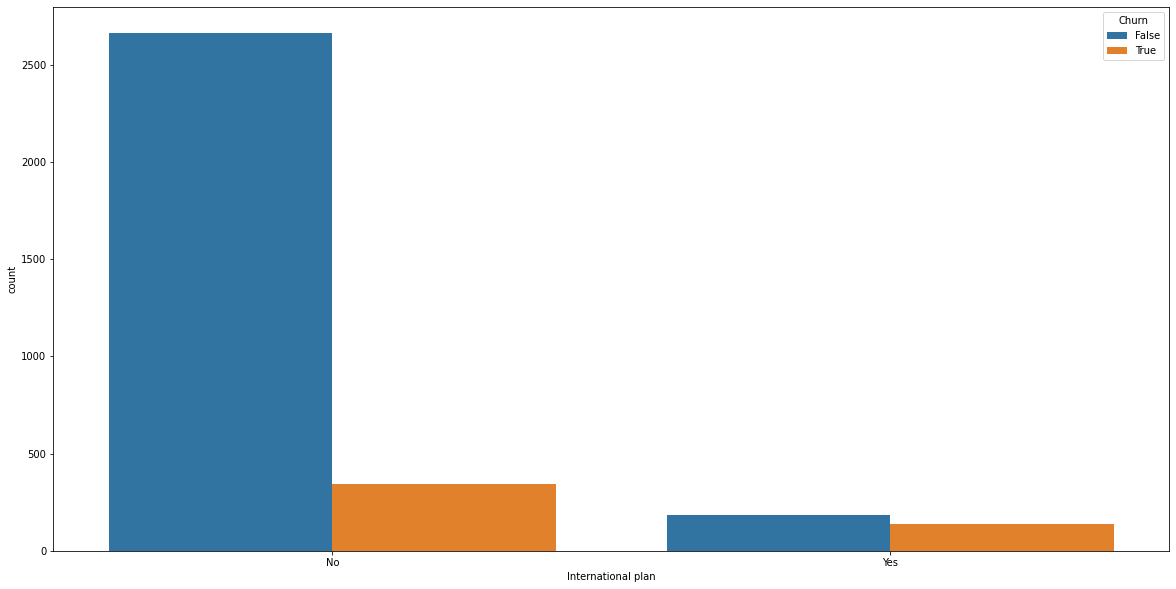 Churn
False
True
2500
2000
1500
1000
500
0
count
No
Yes
International plan